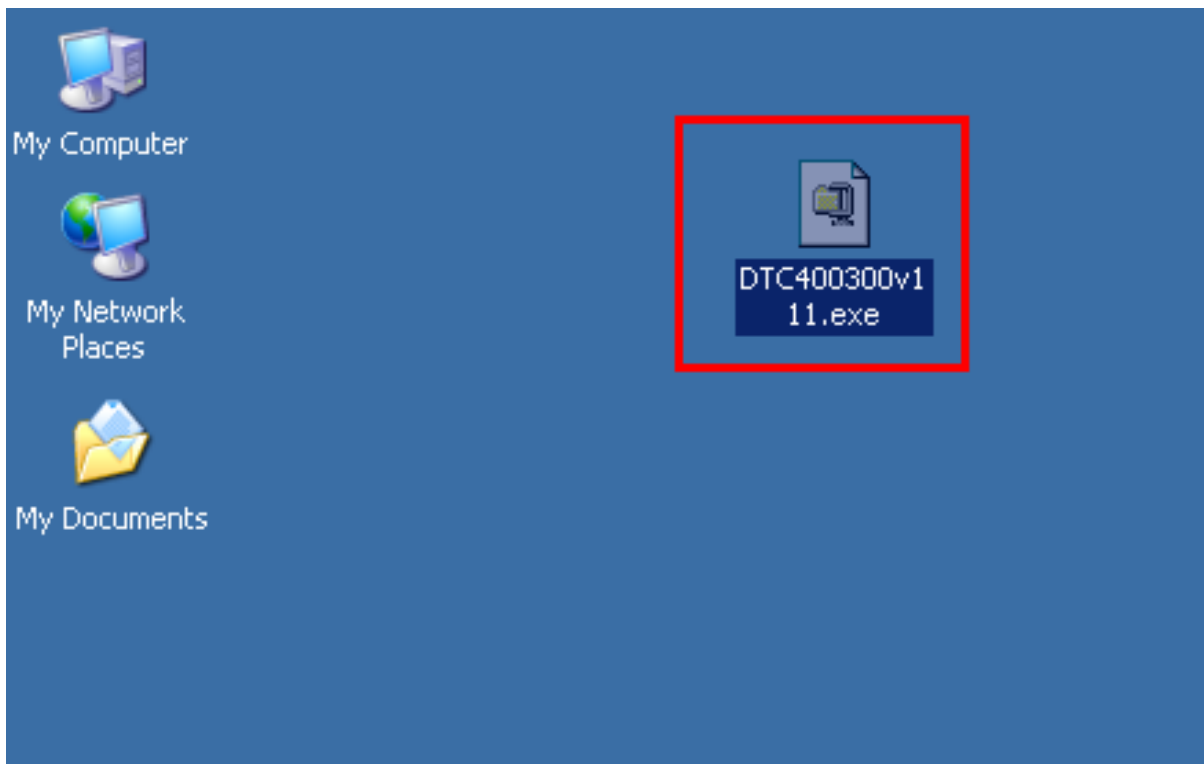 My Computer
My Network
Places
My Documents
DTC400300v1
11.exe